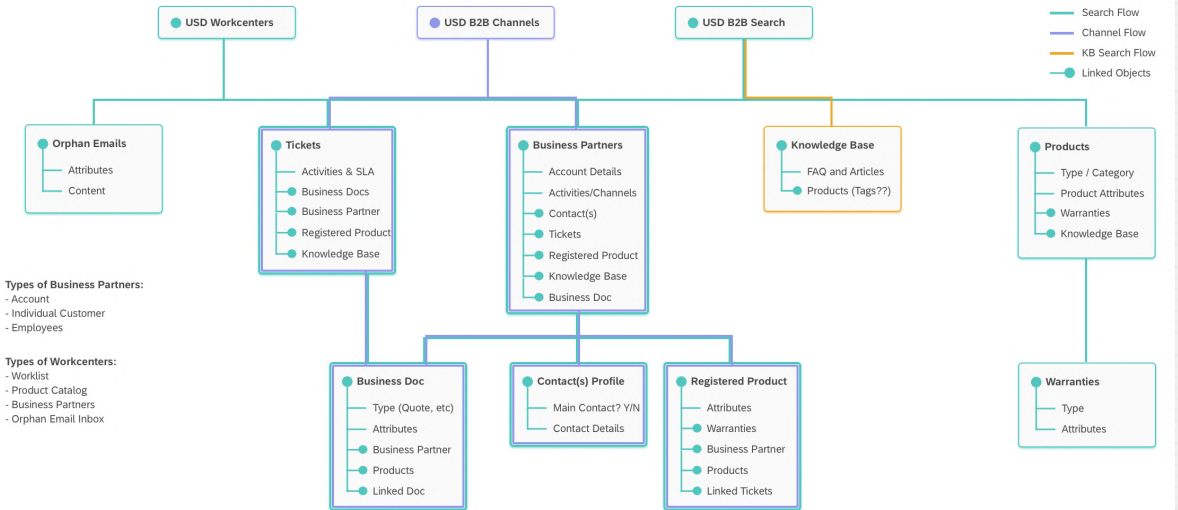 USD Workcenters
USD B2B Channels
USD B2B Search
Search Flow
Channel Flow
KB Search Flow
Linked Objects
Orphan Emails
Attributes
Content
Tickets
Activities & SLA
Business Docs
Business Partner
Registered Product
Knowledge Base
Business Partners
Account Details
Activities/Channels
Contact(s)
Tickets
Registered Product
Knowledge Base
Business Doc
Knowledge Base
FAQ and Articles
Products (Tags??)
Products
Type / Category
Product Attributes
Warranties
Knowledge Base
Types of Business Partners:
- Account
- Individual Customer
- Employees
Types of Workcenters:
- Worklist
- Product Catalog
- Business Partners
- Orphan Email Inbox
Business Doc
Type (Quote, etc)
Attributes
Business Partner
Products
Linked Doc
Contact(s) Profile
Main Contact? Y/N
Contact Details
Registered Product
Attributes
Warranties
Business Partner
Products
Linked Tickets
Warranties
Type
Attributes